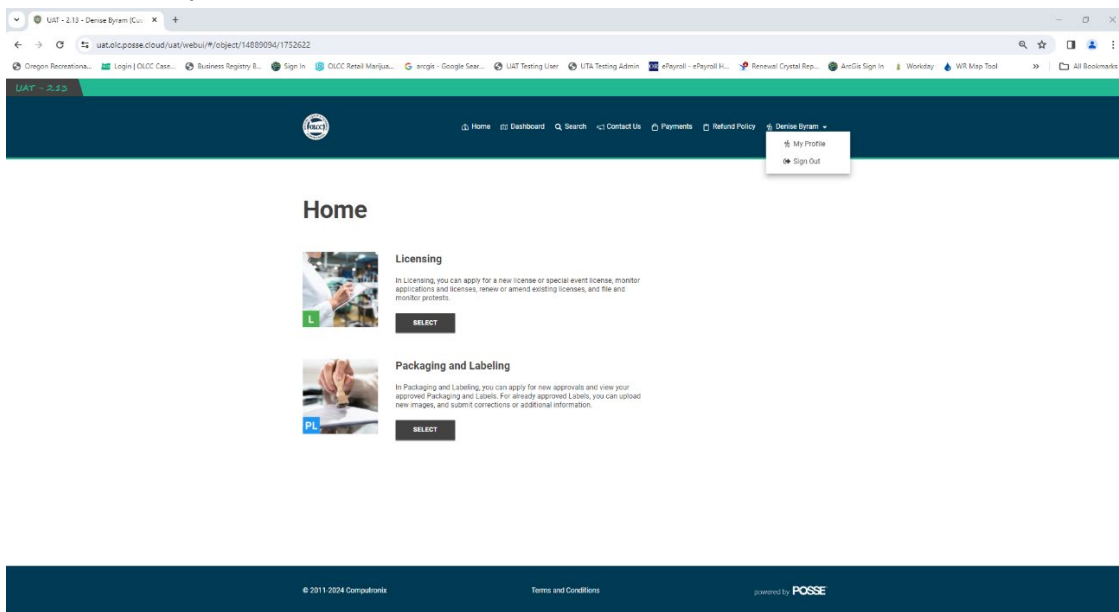 UAT - 2.13 - Denise Byram (Cus
uat.olc.posse.cloud/uat/webui/#/object/14889094/1752622
Oregon Recreationa... Login | OLCC Case... Business Registry B... Sign In OLCC Retail Marijua... arcgis - Google Sear... UAT Testing User UTA Testing Admin ePayroll - ePayroll H... Renewal Crystal Rep... ArcGis Sign In Workday WR Map Tool » All Bookmarks
UAT - 2.13
OLCC Home Dashboard Search Contact Us Payments Refund Policy Denise Byram
My Profile
Sign Out
Home
Licensing
In Licensing, you can apply for a new license or special event license, monitor
applications and licenses, renew or amend existing licenses, and file and
monitor protests.
L
SELECT
Packaging and Labeling
In Packaging and Labeling, you can apply for new approvals and view your
approved Packaging and Labels. For already approved Labels, you can upload
new images, and submit corrections or additional information.
PL
SELECT
© 2011-2024 Computronix Terms and Conditions powered by POSSE